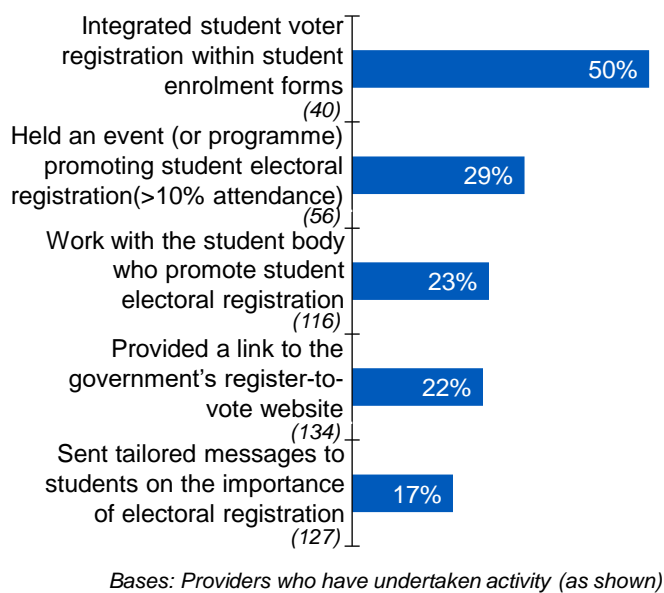 Integrated student voter
registration within student
enrolment forms
(40)
50%
Held an event (or programme)
promoting student electoral
registration(>10% attendance)
(56)
29%
Work with the student body
who promote student
electoral registration
(116)
23%
Provided a link to the
government’s register-to-
vote website
(134)
22%
Sent tailored messages to
students on the importance
of electoral registration
(127)
17%
Bases: Providers who have undertaken activity (as shown)